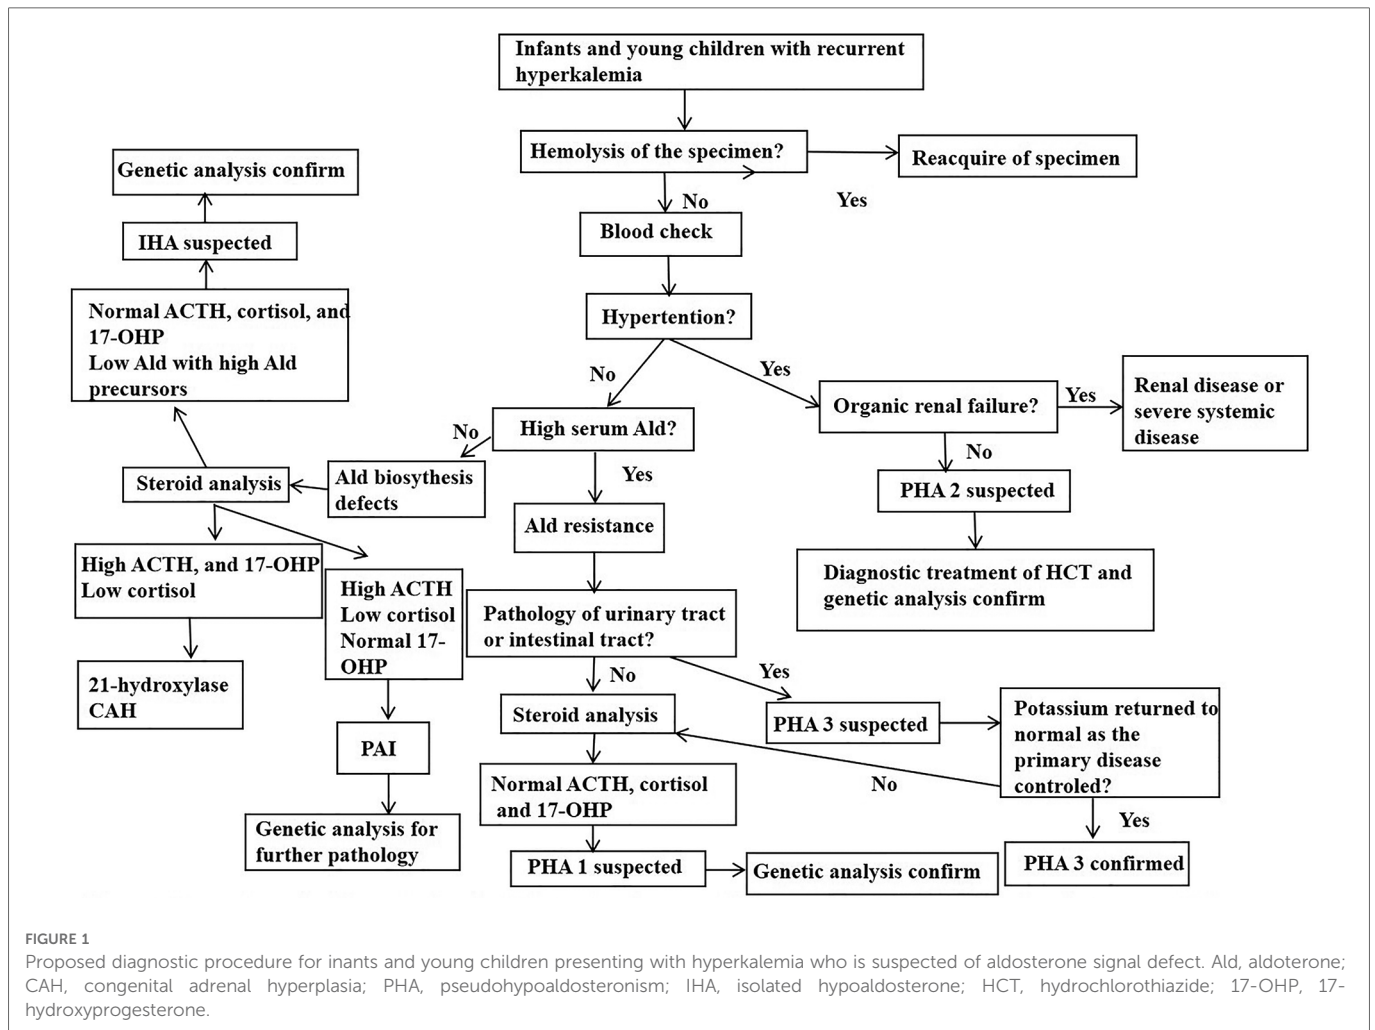 Infants and young children with recurrent
hyperkalemia
Hemolysis of the specimen?
Reacquire of specimen
No
Yes
Blood check
Hypertention?
No
Yes
Organic renal failure?
Yes
Renal disease or
severe systemic
disease
No
PHA 2 suspected
Diagnostic treatment of HCT and
genetic analysis confirm
High serum Ald?
No
Yes
Ald biosythesis
defects
Steroid analysis
Normal ACTH, cortisol, and
17-OHP
Low Ald with high Ald
precursors
IHA suspected
Genetic analysis confirm
High ACTH, and 17-OHP
Low cortisol
21-hydroxylase
CAH
High ACTH
Low cortisol
Normal 17-
OHP
PAI
Genetic analysis for
further pathology
Ald resistance
Pathology of urinary tract
or intestinal tract?
No
Yes
Steroid analysis
PHA 3 suspected
Potassium returned to
normal as the
primary disease
controled?
No
Yes
PHA 3 confirmed
Normal ACTH, cortisol
and 17-OHP
PHA 1 suspected
Genetic analysis confirm
FIGURE 1
Proposed diagnostic procedure for inants and young children presenting with hyperkalemia who is suspected of aldosterone signal defect. Ald, aldoterone;
CAH, congenital adrenal hyperplasia; PHA, pseudohypoaldosteronism; IHA, isolated hypoaldosterone; HCT, hydrochlorothiazide; 17-OHP, 17-
hydroxyprogesterone.